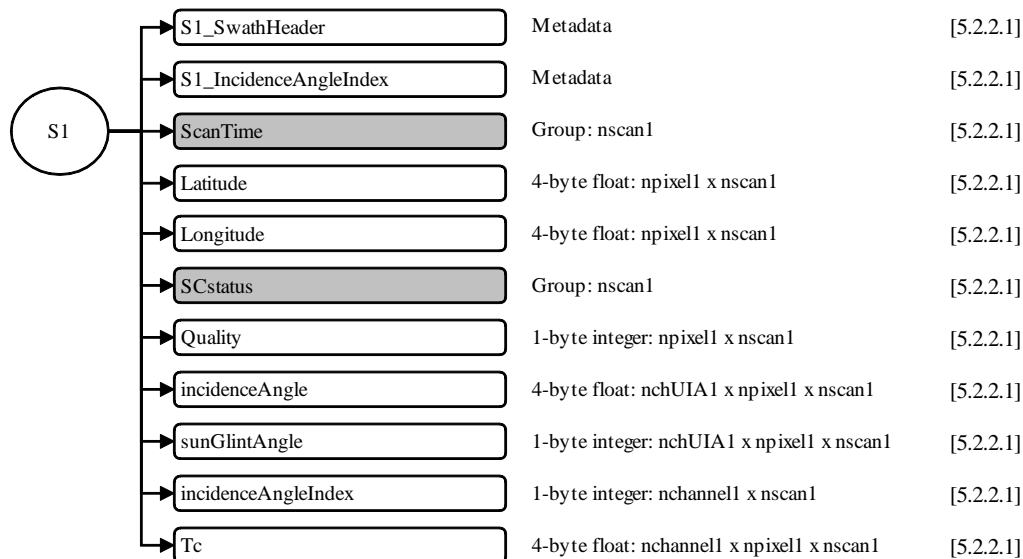 S1_SwathHeader Metadata [5.2.2.1]
S1_IncidenceAngleIndex Metadata [5.2.2.1]
S1
ScanTime Group: nscan1 [5.2.2.1]
Latitude 4-byte float: npixel1 x nscan1 [5.2.2.1]
Longitude 4-byte float: npixel1 x nscan1 [5.2.2.1]
SCstatus Group: nscan1 [5.2.2.1]
Quality 1-byte integer: npixel1 x nscan1 [5.2.2.1]
incidenceAngle 4-byte float: nchUIA1 x npixel1 x nscan1 [5.2.2.1]
sunGlintAngle 1-byte integer: nchUIA1 x npixel1 x nscan1 [5.2.2.1]
incidenceAngleIndex 1-byte integer: nchannel1 x nscan1 [5.2.2.1]
Tc 4-byte float: nchannel1 x npixel1 x nscan1 [5.2.2.1]